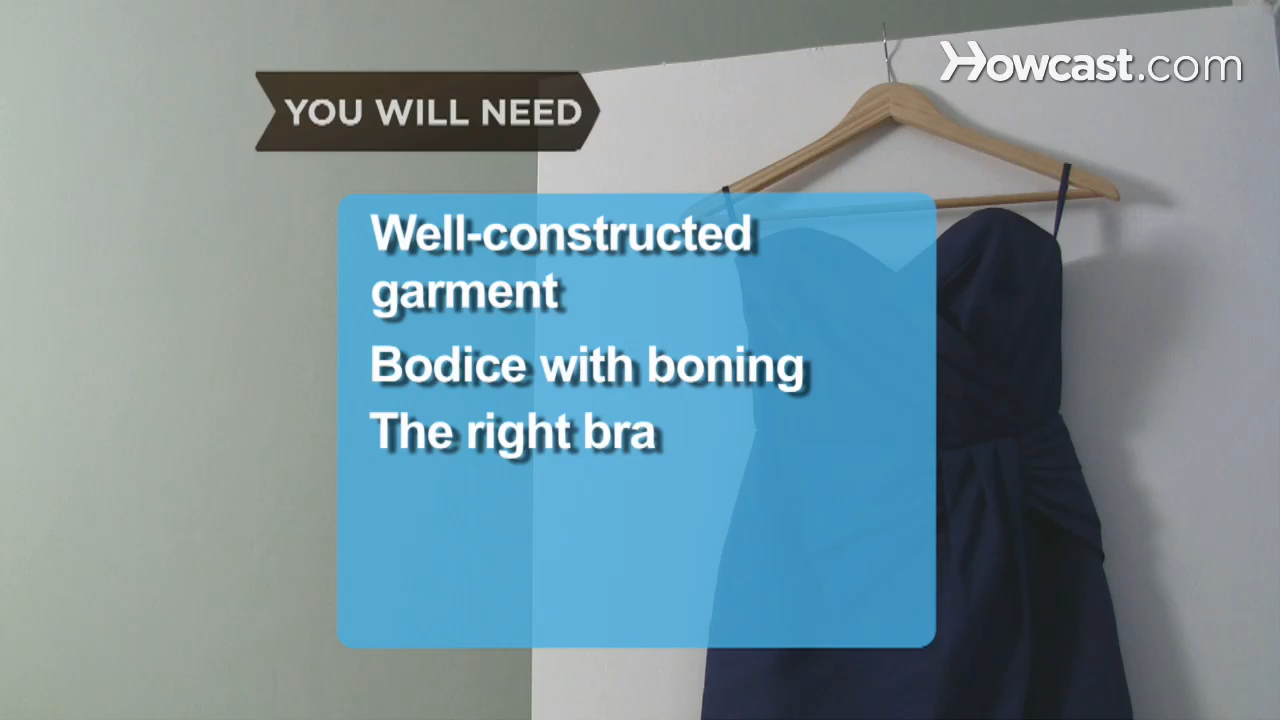 Howcast.com
YOU WILL NEED
Well-constructed
garment
Bodice with boning
The right bra